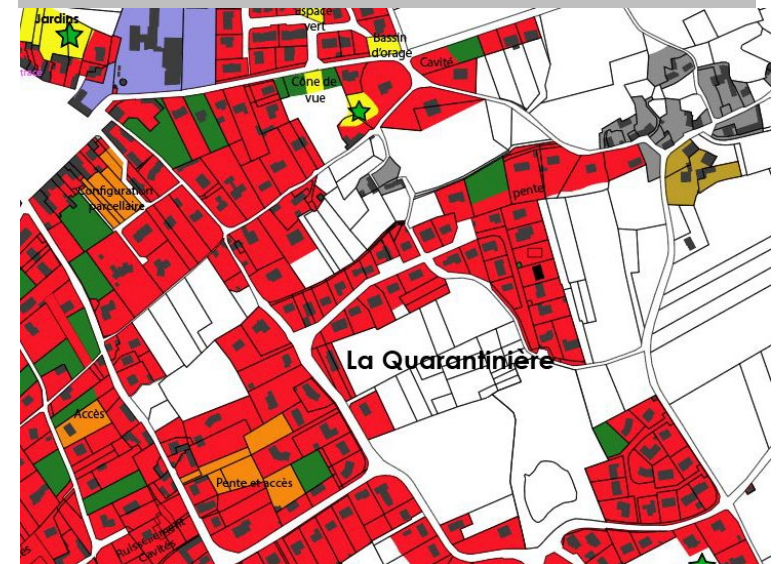 Jardins
Espace
vert
Bassin
d'orage
Cavité
Cône de
vue
pente
Configuration
parcellaire
La Quarantinière
Accès
Pente et accès
Ruissellement
Cavités